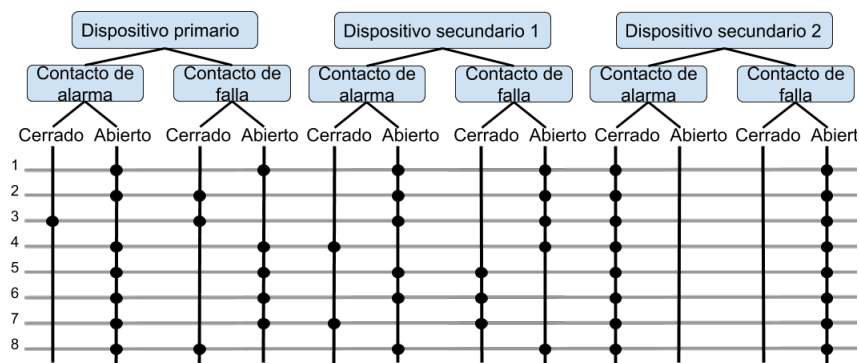 Dispositivo primario Dispositivo secundario 1 Dispositivo secundario 2
Contacto de alarma Contacto de falla Contacto de alarma Contacto de falla Contacto de alarma Contacto de falla
Cerrado Abierto Cerrado Abierto Cerrado Abierto Cerrado Abierto Cerrado Abierto Cerrado Abiert
1
2
3
4
5
6
7
8